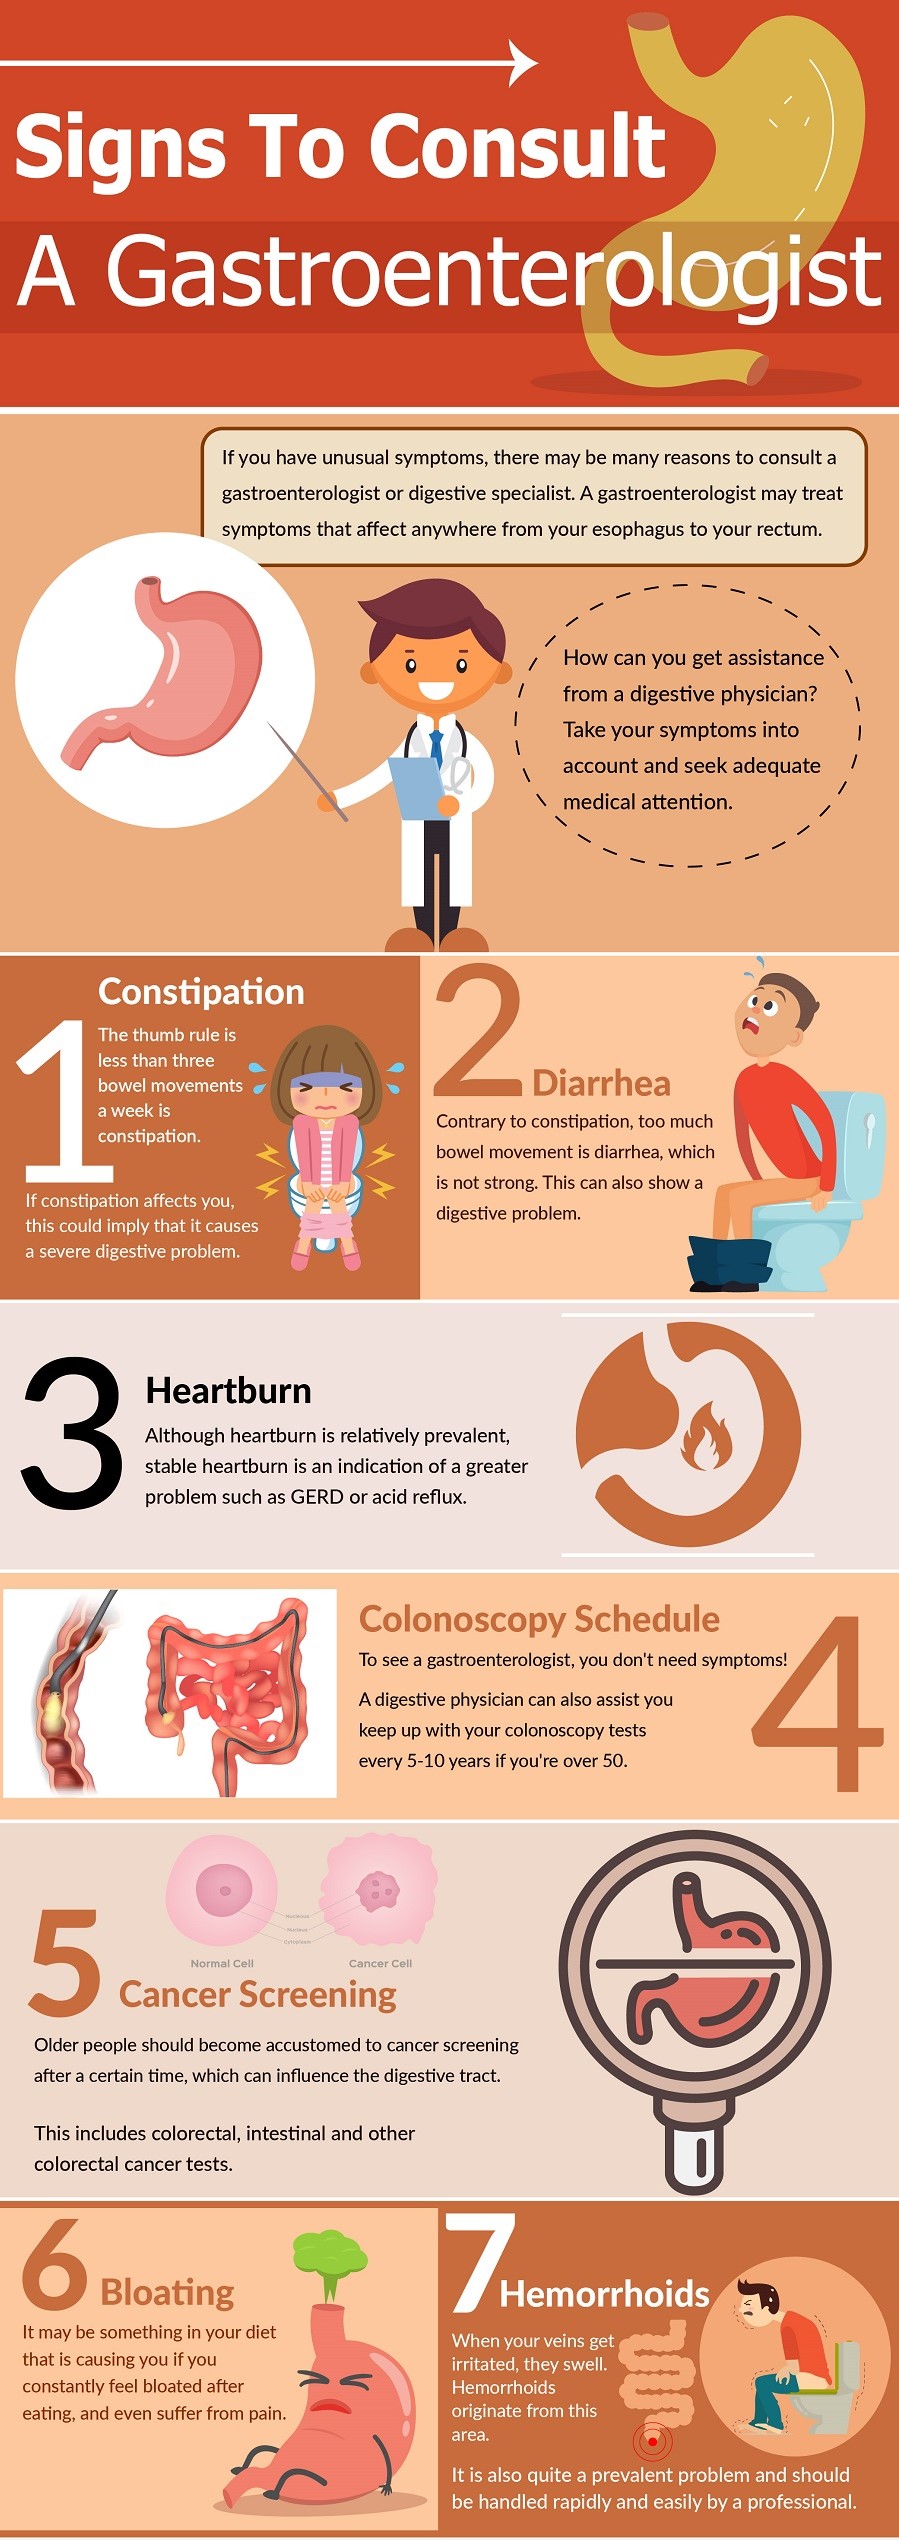 Signs To Consult
A Gastroenterologist
If you have unusual symptoms, there may be many reasons to consult a
gastroenterologist or digestive specialist. A gastroenterologist may treat
symptoms that affect anywhere from your esophagus to your rectum.
How can you get assistance
from a digestive physician?
Take your symptoms into
account and seek adequate
medical attention.
1
Constipation
The thumb rule is
less than three
bowel movements
a week is
constipation.
If constipation affects you,
this could imply that it causes
a severe digestive problem.
2
Diarrhea
Contrary to constipation, too much
bowel movement is diarrhea, which
is not strong. This can also show a
digestive problem.
3
Heartburn
Although heartburn is relatively prevalent,
stable heartburn is an indication of a greater
problem such as GERD or acid reflux.
4
Colonoscopy Schedule
To see a gastroenterologist, you don't need symptoms!
A digestive physician can also assist you
keep up with your colonoscopy tests
every 5-10 years if you're over 50.
Nucleolus
Nucleus
Cytoplasm
Normal Cell
Cancer Cell
5
Cancer Screening
Older people should become accustomed to cancer screening
after a certain time, which can influence the digestive tract.
This includes colorectal, intestinal and other
colorectal cancer tests.
6
Bloating
It may be something in your diet
that is causing you if you
constantly feel bloated after
eating, and even suffer from pain.
7
Hemorrhoids
When your veins get
irritated, they swell.
Hemorrhoids
originate from this
area.
It is also quite a prevalent problem and should
be handled rapidly and easily by a professional.